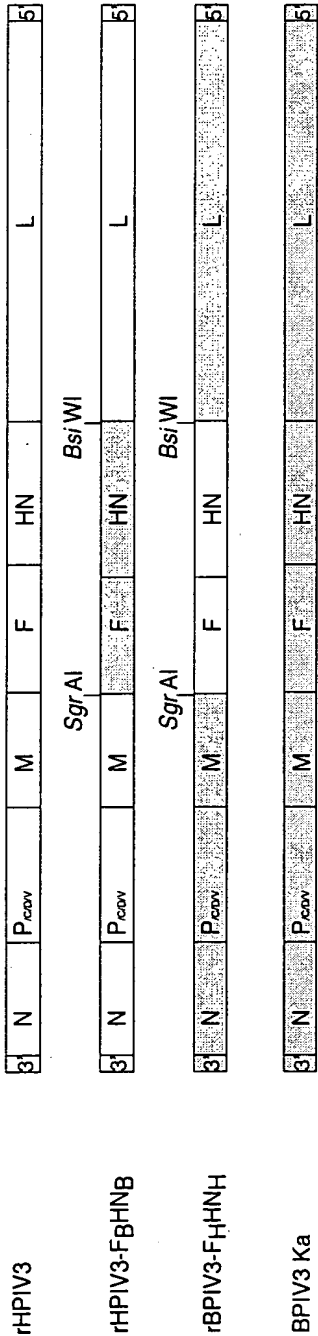 rHPIV3
3' N P/C/D/V M F HN L 5'
Sgr AI Bsi WI
rHPIV3-FBHNB
3' N P/C/D/V M F HN L 5'
Sgr AI Bsi WI
rBPIV3-FHHNH
3' N P/C/D/V M F HN L 5'
BPIV3 Ka
3' N P/C/D/V M F HN L 5'